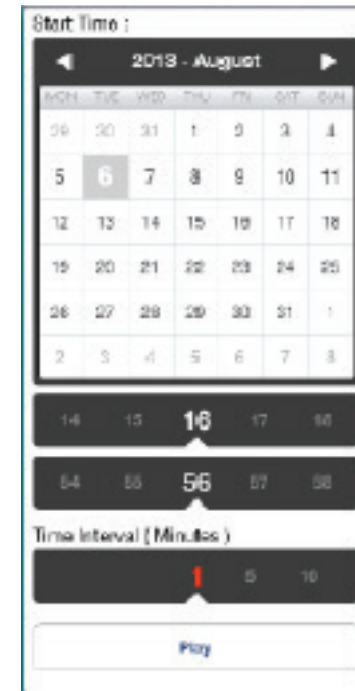 Start Time :
2013 - August
MON TUE WED THU FRI SAT SUN
29 30 31 1 2 3 4
5 6 7 8 9 10 11
12 13 14 15 16 17 18
19 20 21 22 23 24 25
26 27 28 29 30 31 1
2 3 4 5 6 7 8
14 15 16 17 18
54 55 56 57 58
Time Interval ( Minutes )
1 5 10
Play